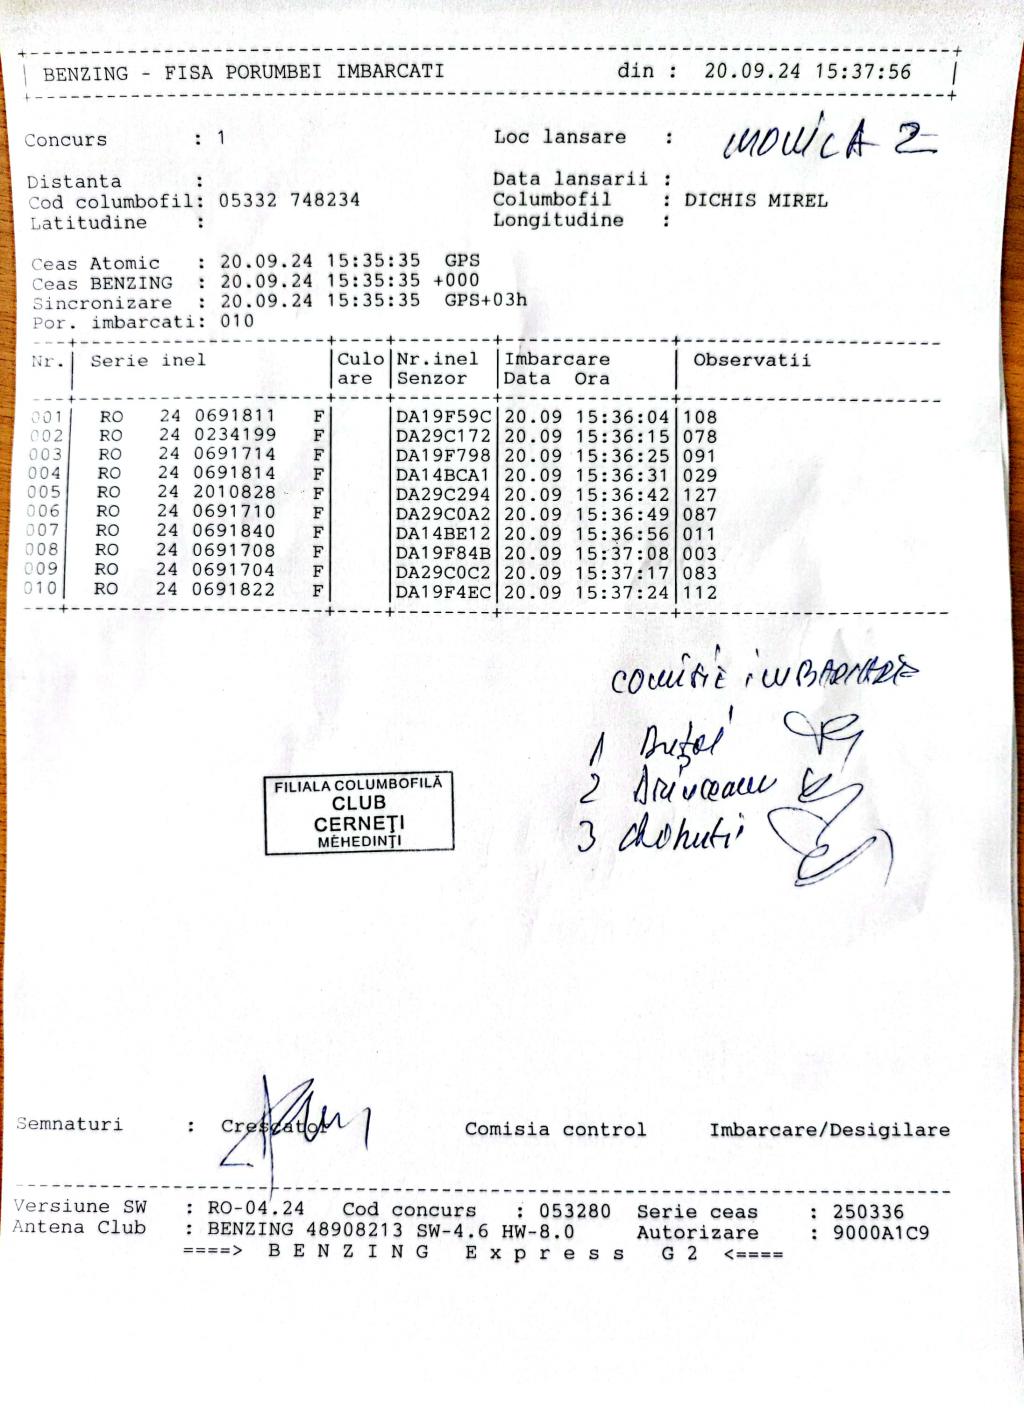 BENZING - FISA PORUMBEI IMBARCATI din : 20.09.24 15:37:56
Concurs : 1 Loc lansare : MONICA 2
Distanta : Data lansarii :
Cod columbofil: 05332 748234 Columbofil : DICHIS MIREL
Latitudine : Longitudine :
Ceas Atomic : 20.09.24 15:35:35 GPS
Ceas BENZING : 20.09.24 15:35:35 +000
Sincronizare : 20.09.24 15:35:35 GPS+03h
Por. imbarcati: 010
Nr. Serie inel Culo Nr.inel Imbarcare Observatii
are Senzor Data Ora
001 RO 24 0691811 F DA19F59C 20.09 15:36:04 108
002 RO 24 0234199 F DA29C172 20.09 15:36:15 078
003 RO 24 0691714 F DA19F798 20.09 15:36:25 091
004 RO 24 0691814 F DA14BCA1 20.09 15:36:31 029
005 RO 24 2010828 F DA29C294 20.09 15:36:42 127
006 RO 24 0691710 F DA29C0A2 20.09 15:36:49 087
007 RO 24 0691840 F DA14BE12 20.09 15:36:56 011
008 RO 24 0691708 F DA19F84B 20.09 15:37:08 003
009 RO 24 0691704 F DA29C0C2 20.09 15:37:17 083
010 RO 24 0691822 F DA19F4EC 20.09 15:37:24 112
1
2
3
FILIALA COLUMBOFILĂ
CLUB
CERNEȚI
MEHEDINȚI
Semnaturi : Crescator Comisia control Imbarcare/Desigilare
Versiune SW : RO-04.24 Cod concurs : 053280 Serie ceas : 250336
Antena Club : BENZING 48908213 SW-4.6 HW-8.0 Autorizare : 9000A1C9
====> B E N Z I N G E x p r e s s G 2 <====